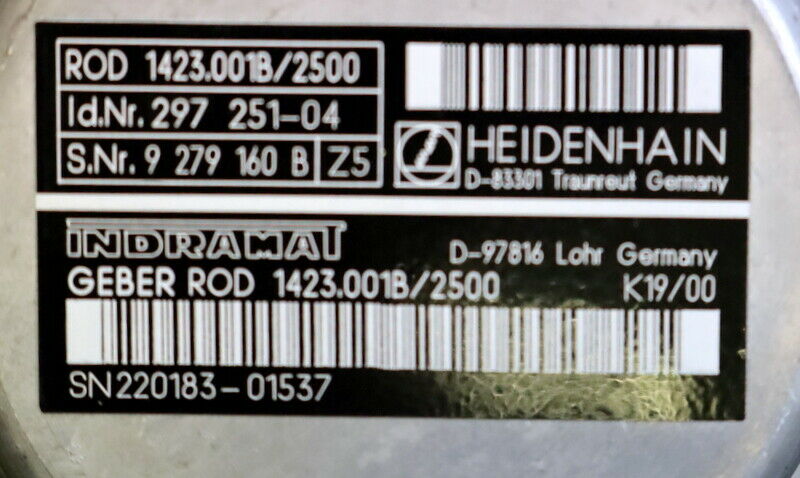 ROD 1423.001B/2500
Id.Nr. 297 251-04
S.Nr. 9 279 160 B Z5
HEIDENHAIN
D-83301 Traunreut Germany
INDRAMAT
D-97816 Lohr Germany
GEBER ROD 1423.001B/2500
K19/00
SN220183-01537